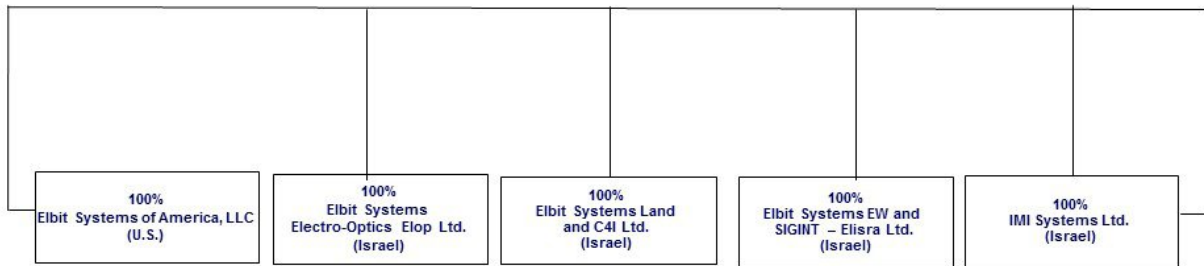 100%
Elbit Systems of America, LLC
(U.S.)
100%
Elbit Systems
Electro-Optics Elop Ltd.
(Israel)
100%
Elbit Systems Land
and C4I Ltd.
(Israel)
100%
Elbit Systems EW and
SIGINT – Elisra Ltd.
(Israel)
100%
IMI Systems Ltd.
(Israel)